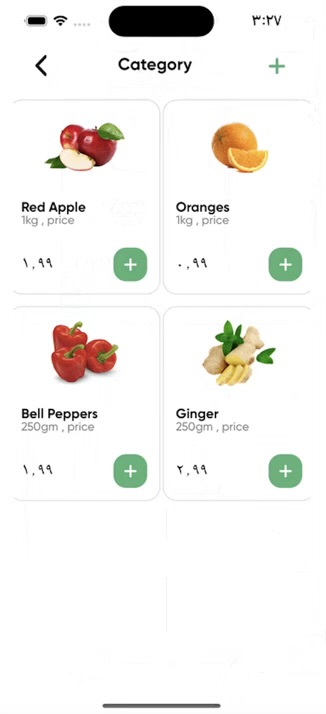 ٣:٢٧
Category
Red Apple
1kg , price
١,٩٩
Oranges
1kg , price
٠,٩٩
Bell Peppers
250gm , price
١,٩٩
Ginger
250gm , price
٢,٩٩